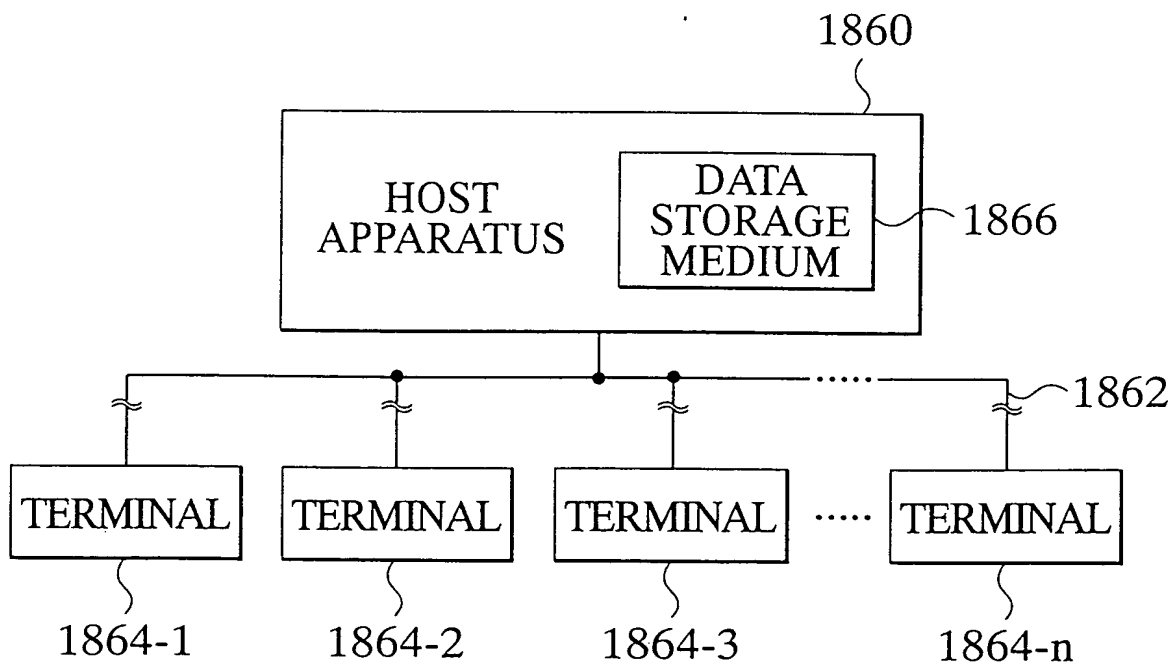 1860
HOST
APPARATUS
DATA
STORAGE
MEDIUM
1866
.....
1862
TERMINAL
TERMINAL
TERMINAL
.....
TERMINAL
1864-1
1864-2
1864-3
1864-n